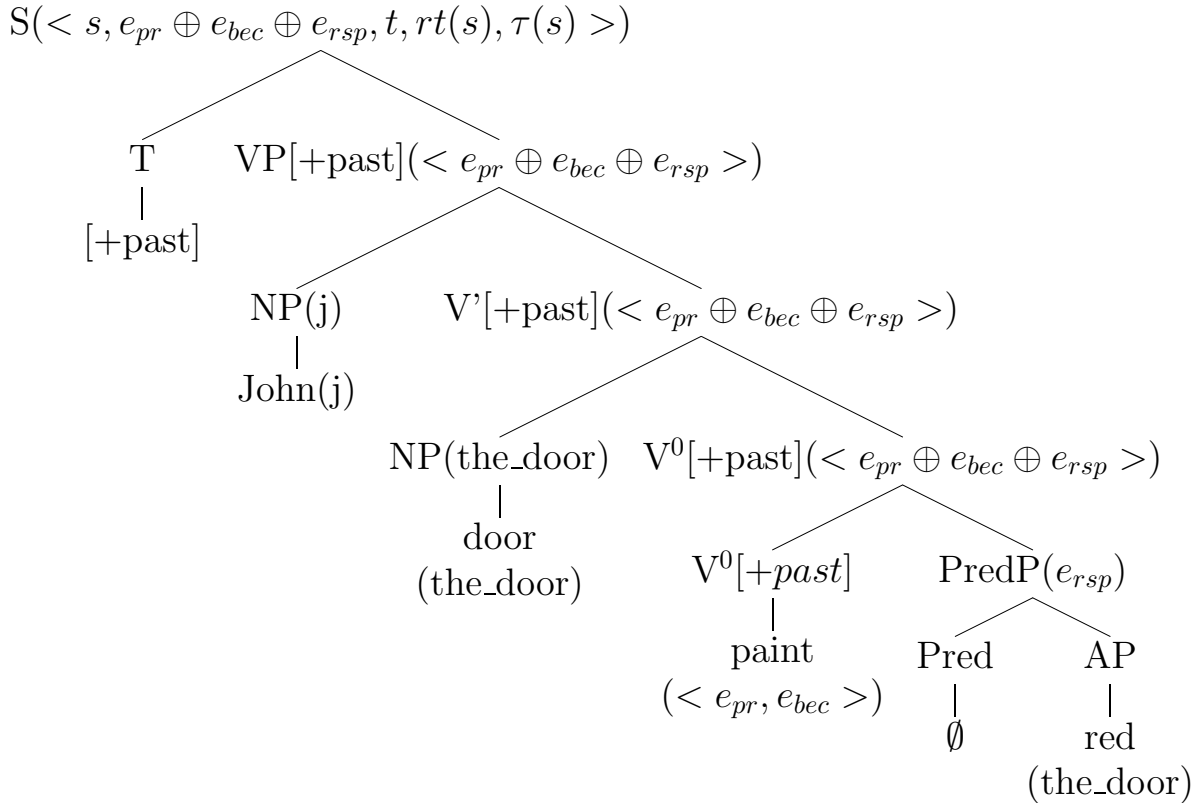 S(< s, e_pr ⊕ e_bec ⊕ e_rsp, t, rt(s), τ(s) >)
T VP[+past](< e_pr ⊕ e_bec ⊕ e_rsp >)
[+past]
NP(j) V’[+past](< e_pr ⊕ e_bec ⊕ e_rsp >)
John(j)
NP(the_door) V⁰[+past](< e_pr ⊕ e_bec ⊕ e_rsp >)
door
(the_door)
V⁰[+past] PredP(e_rsp)
paint Pred AP
(< e_pr, e_bec >)
∅ red
(the_door)